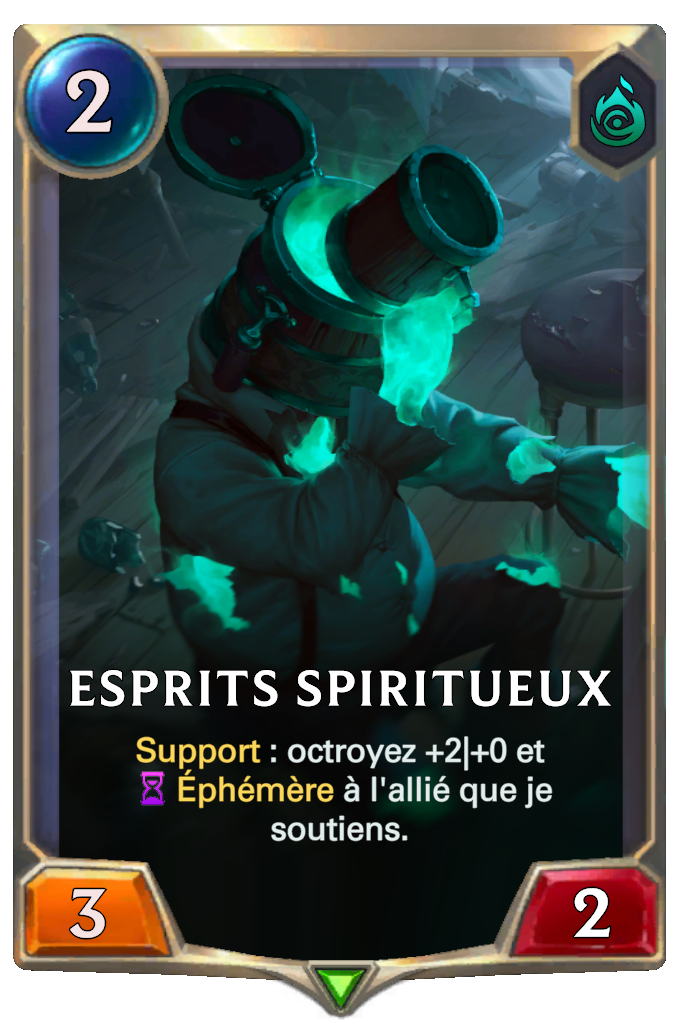 2
ESPRITS SPIRITUEUX
Support : octroyez +2|+0 et
Éphémère à l'allié que je
soutiens.
3
2